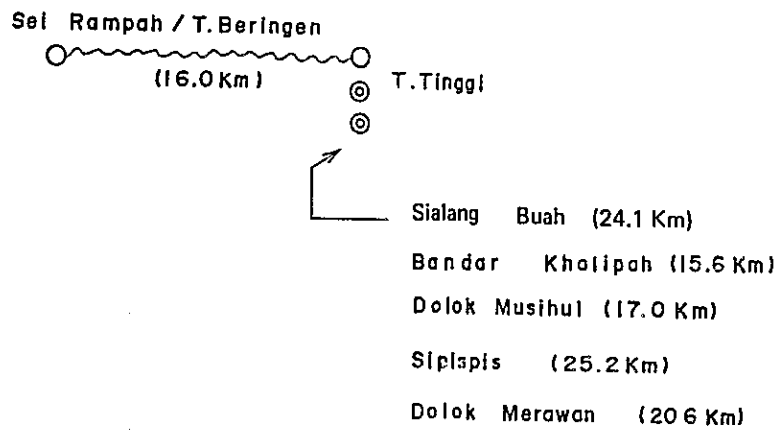 Sei Rampah / T. Beringen
(16.0 Km)
T. Tinggi
Sialang Buah (24.1 Km)
Bandar Khalipah (15.6 Km)
Dolok Musihul (17.0 Km)
Sipispis (25.2 Km)
Dolok Merawan (20 6 Km)